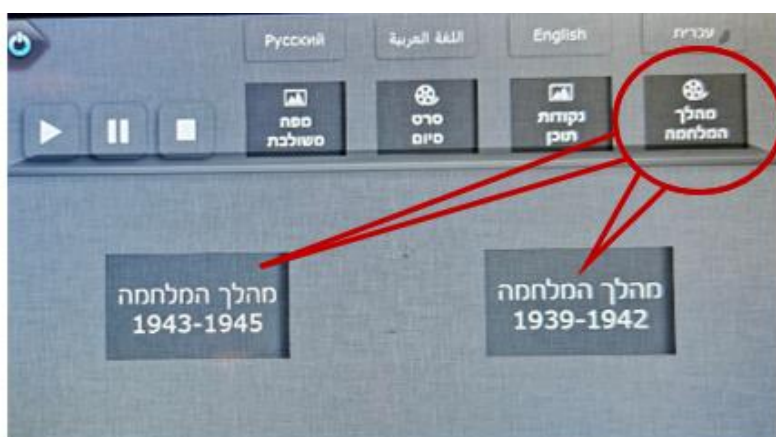 Русский
اللغة العربية
English
עברית
מפה
משולבת
סרט
סיום
נקודות
תוכן
מהלך
המלחמה
מהלך המלחמה
1943-1945
מהלך המלחמה
1939-1942